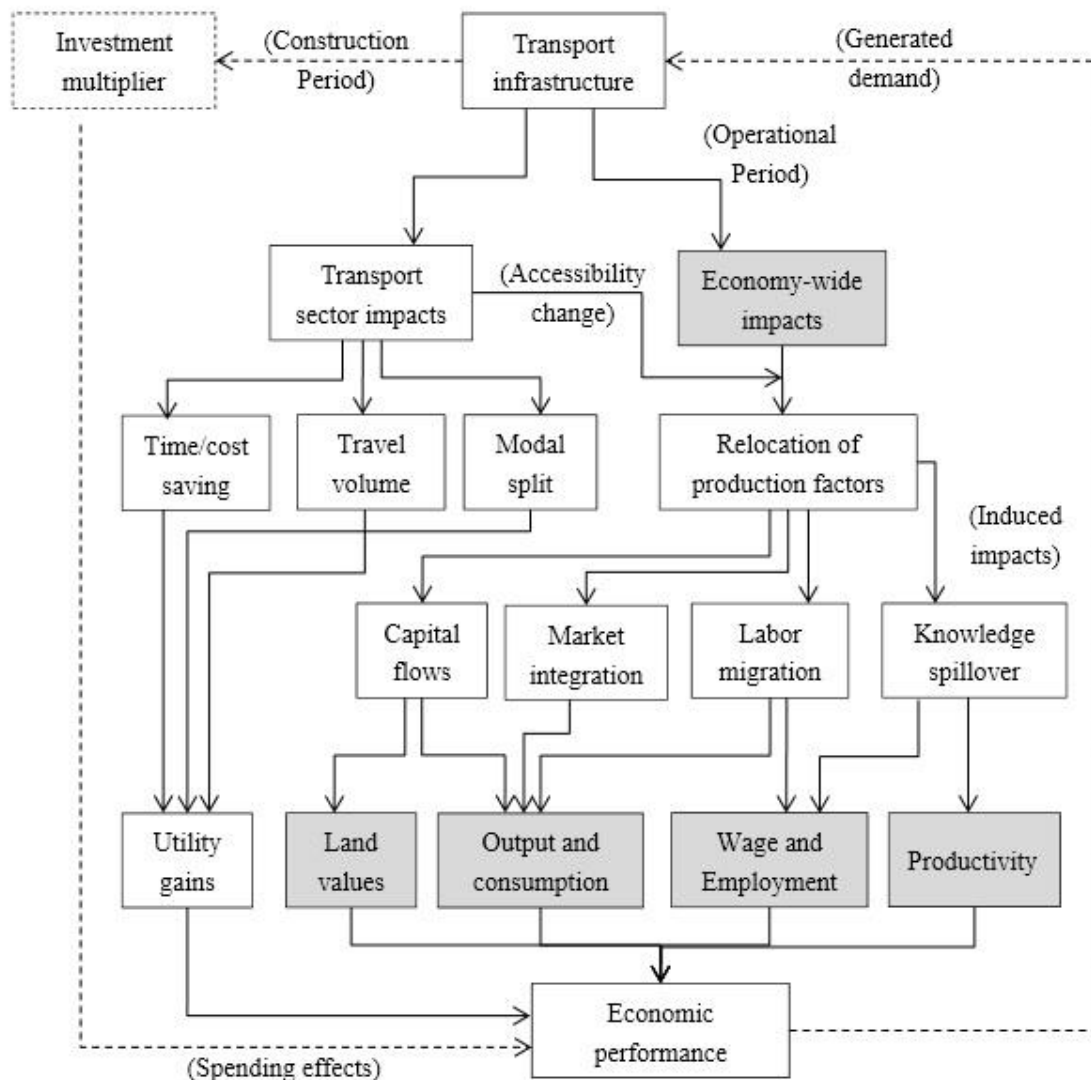 Investment
multiplier
(Construction
Period)
Transport
infrastructure
(Generated
demand)
(Operational
Period)
Transport
sector impacts
(Accessibility
change)
Economy-wide
impacts
Time/cost
saving
Travel
volume
Modal
split
Relocation of
production factors
(Induced
impacts)
Capital
flows
Market
integration
Labor
migration
Knowledge
spillover
Utility
gains
Land
values
Output and
consumption
Wage and
Employment
Productivity
Economic
performance
(Spending effects)